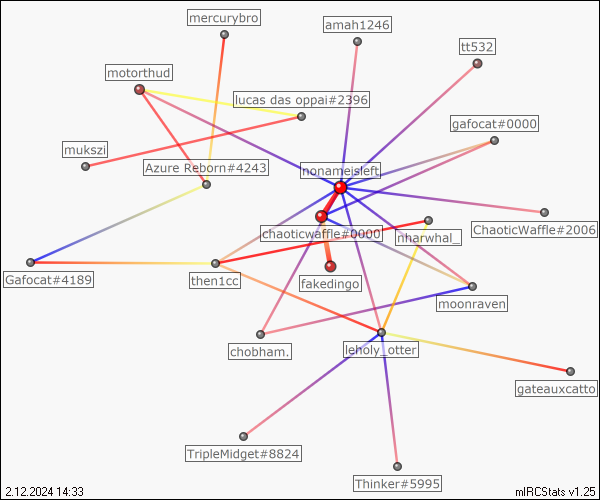 mercurybro
amah1246
tt532
motorthud
lucas das oppai#2396
gafocat#0000
mukszi
Azure Reborn#4243
nonameisleft
chaoticwaffle#0000
nharwhal_
ChaoticWaffle#2006
Gafocat#4189
then1cc
fakedingo
moonraven
chobham.
leholy_otter
gateauxcatto
TripleMidget#8824
Thinker#5995
2.12.2024 14:33
mIRCStats v1.25